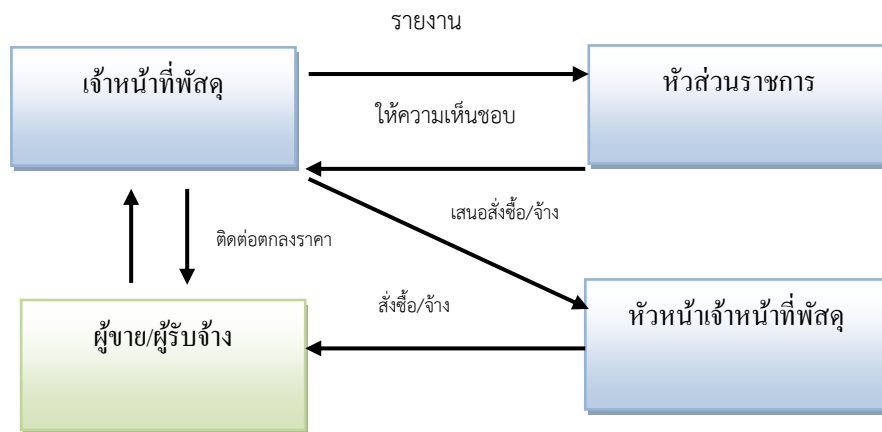 รายงาน
เจ้าหน้าที่พัสดุ
หัวส่วนราชการ
ให้ความเห็นชอบ
เสนอสั่งซื้อ/จ้าง
ติดต่อตกลงราคา
สั่งซื้อ/จ้าง
ผู้ขาย/ผู้รับจ้าง
หัวหน้าเจ้าหน้าที่พัสดุ